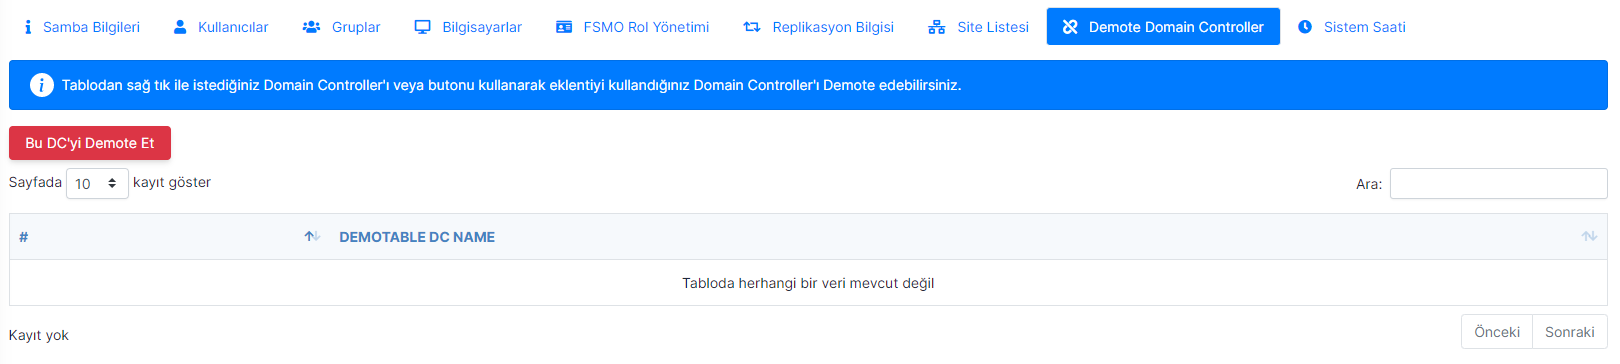 Samba Bilgileri Kullanıcılar Gruplar Bilgisayarlar FSMO Rol Yönetimi Replikasyon Bilgisi Site Listesi Demote Domain Controller Sistem Saati
Tablodan sağ tık ile istediğiniz Domain Controller'ı veya butonu kullanarak eklentiyi kullandığınız Domain Controller'ı Demote edebilirsiniz.
Bu DC'yi Demote Et
Sayfada 10 kayıt göster Ara:
# DEMOTABLE DC NAME
Tabloda herhangi bir veri mevcut değil
Kayıt yok Önceki Sonraki